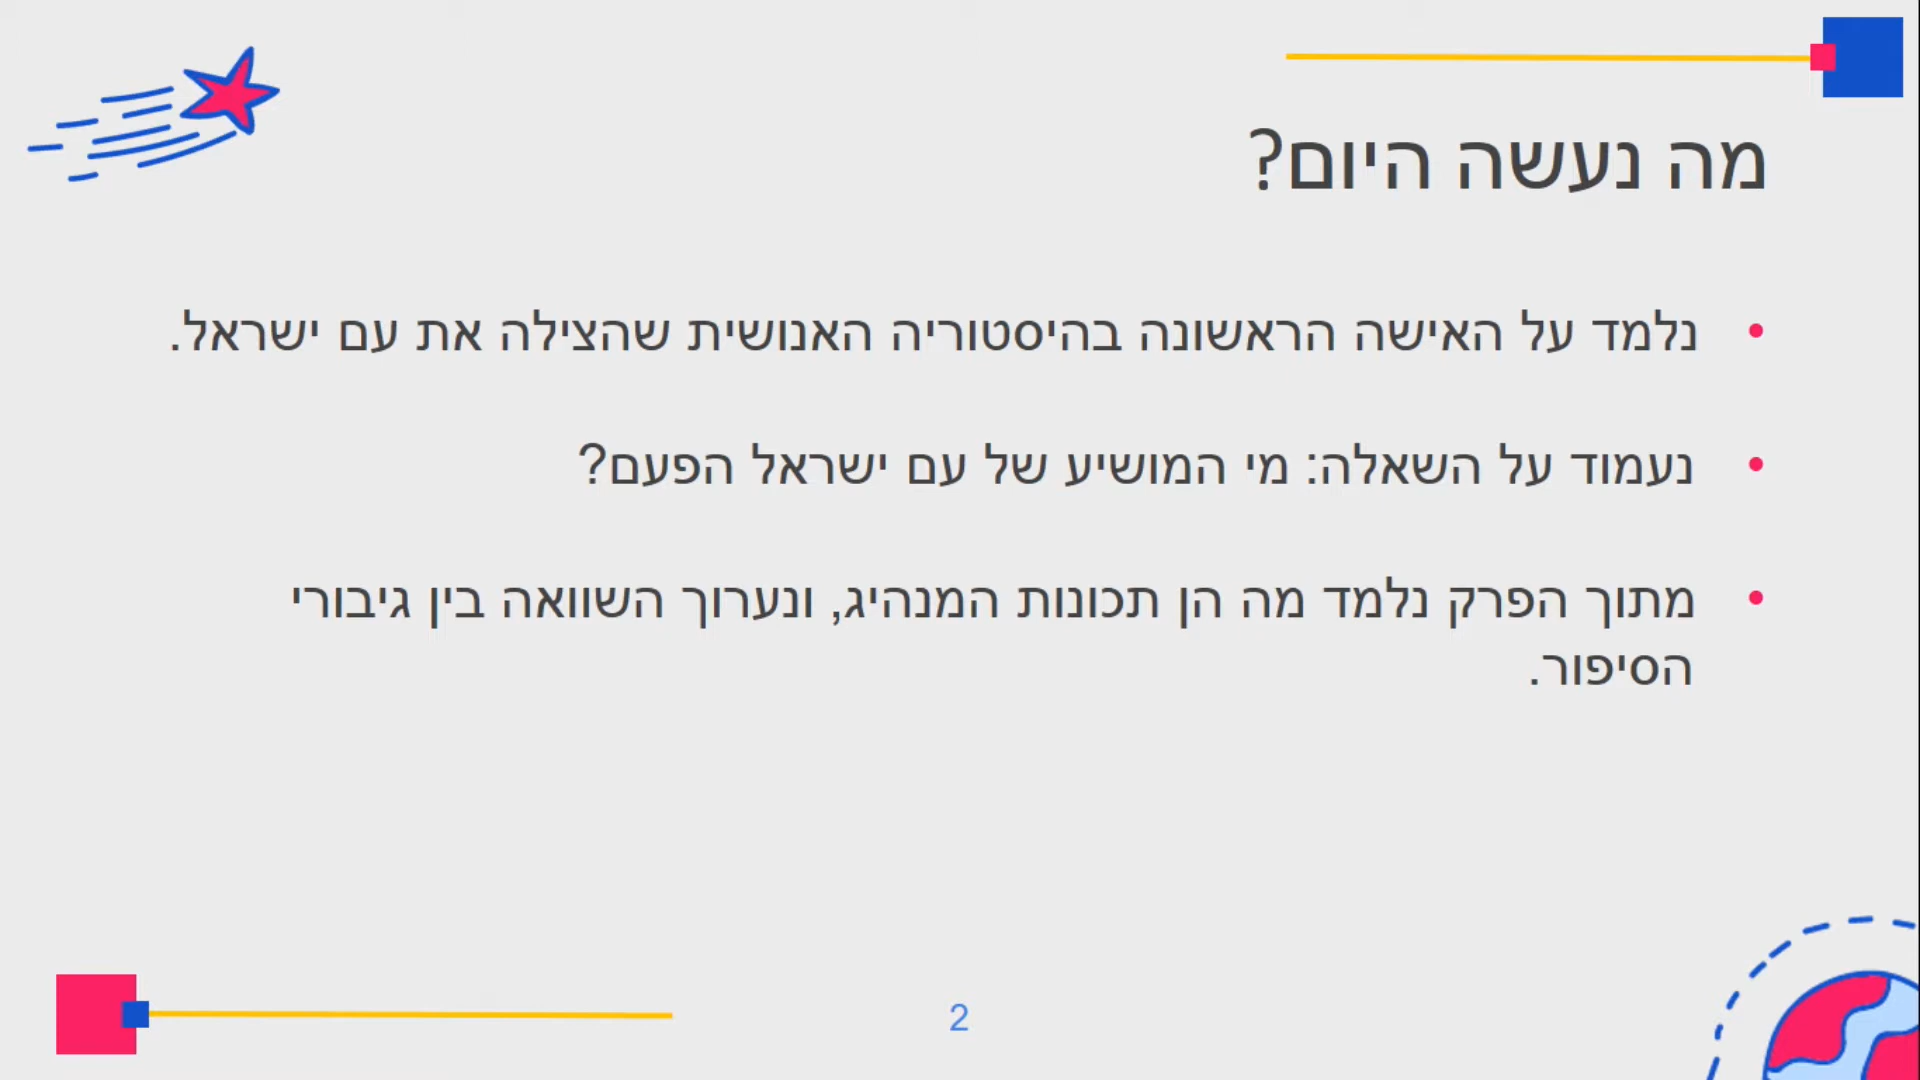 מה נעשה היום?
נלמד על האישה הראשונה בהיסטוריה האנושית שהצילה את עם ישראל.
נעמוד על השאלה: מי המושיע של עם ישראל הפעם?
מתוך הפרק נלמד מה הן תכונות המנהיג, ונערוך השוואה בין גיבורי
הסיפור.
2